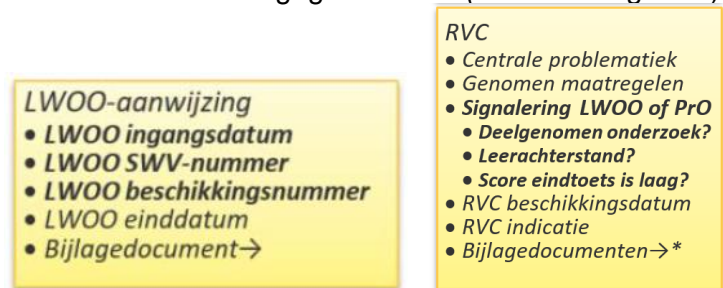 LWOO-aanwijzing
• LWOO ingangsdatum
• LWOO SWV-nummer
• LWOO beschikkingsnummer
• LWOO einddatum
• Bijlagedocument→
RVC
• Centrale problematiek
• Genomen maatregelen
• Signalering LWOO of PrO
• Deelgenomen onderzoek?
• Leerachterstand?
• Score eindtoets is laag?
• RVC beschikkingsdatum
• RVC indicatie
• Bijlagedocumenten→*